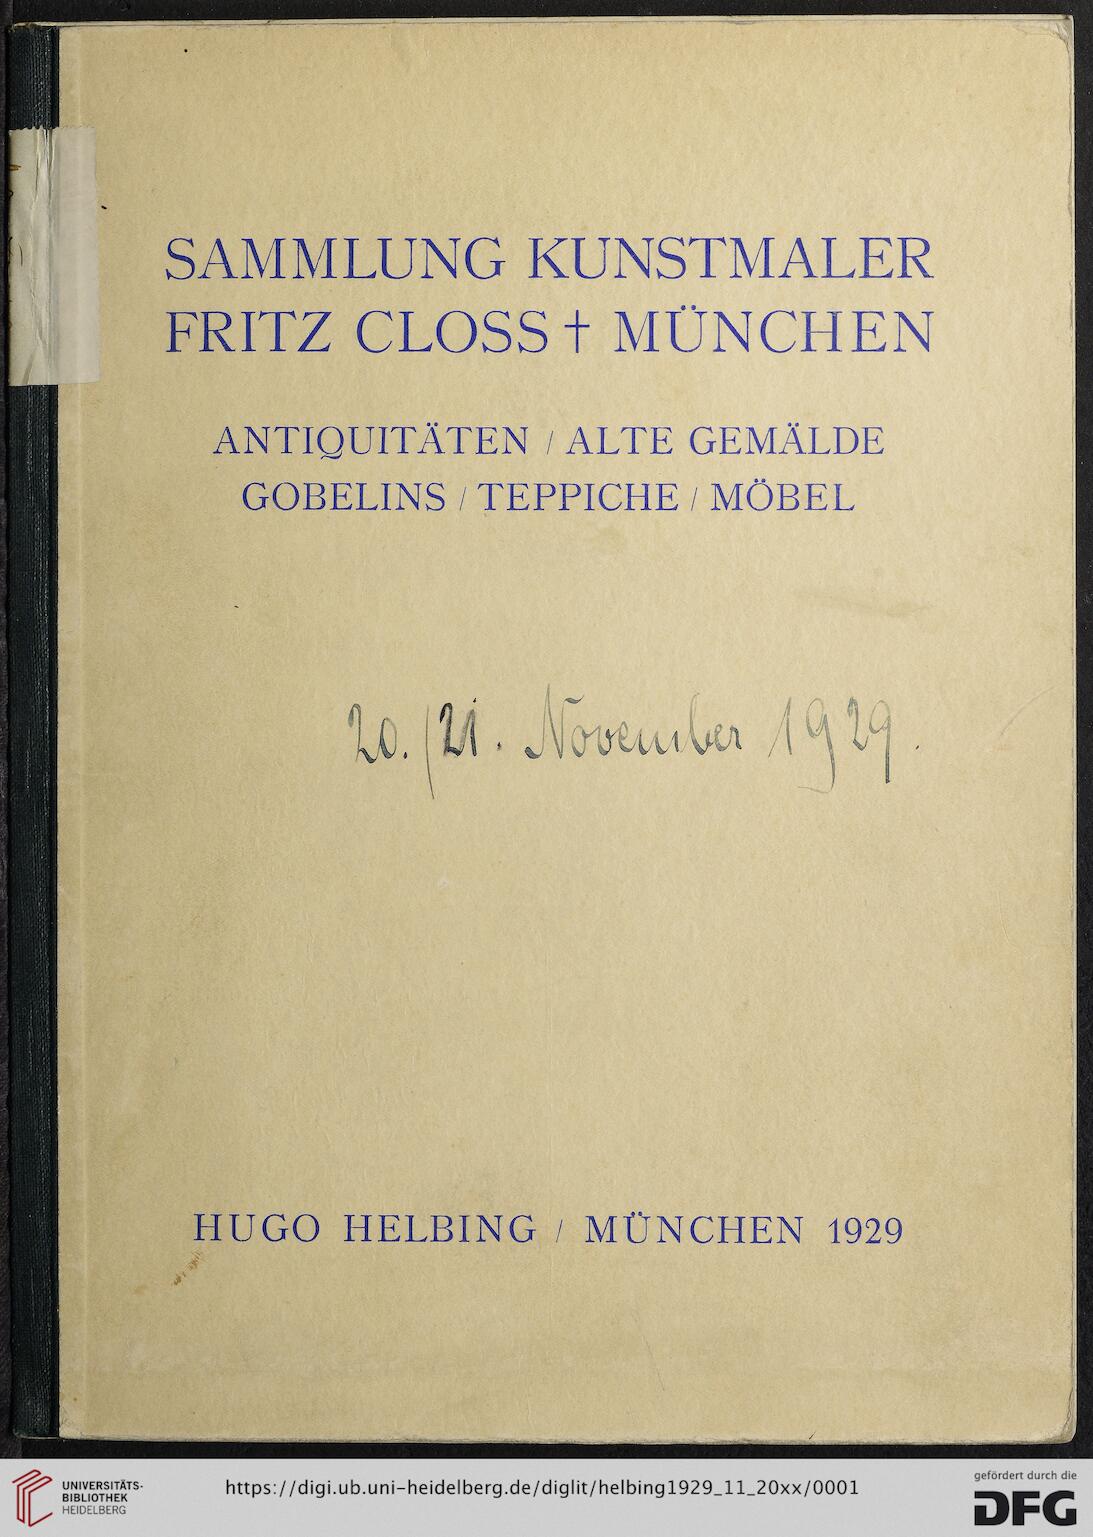 SAMMLUNG KUNSTMALER
FRITZ CLOSS † MÜNCHEN
ANTIQUITÄTEN / ALTE GEMÄLDE
GOBELINS / TEPPICHE / MÖBEL
20./21. November 1929.
HUGO HELBING / MÜNCHEN 1929
UNIVERSITÄTS-
BIBLIOTHEK
HEIDELBERG
https://digi.ub.uni-heidelberg.de/diglit/helbing1929_11_20xx/0001
gefördert durch die
DFG